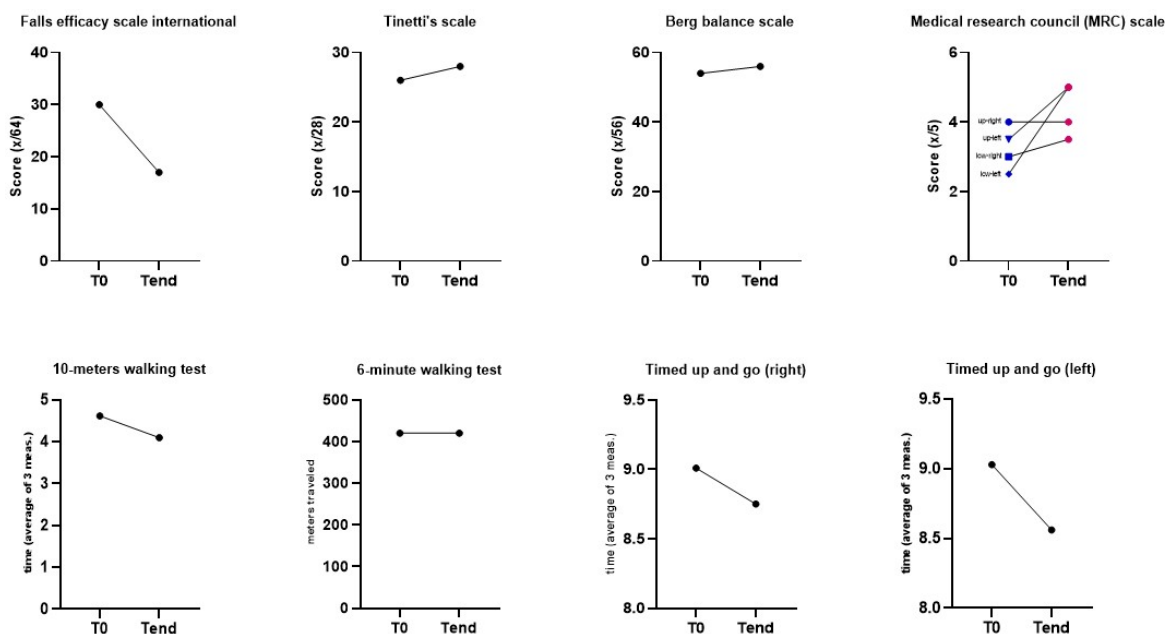 Falls efficacy scale international
Score (x/64)
40
30
20
10
0
T0 Tend
Tinetti's scale
Score (x/28)
30
20
10
0
T0 Tend
Berg balance scale
Score (x/56)
60
40
20
0
T0 Tend
Medical research council (MRC) scale
Score (x/5)
6
4
2
0
up-right
up-left
low-right
low-left
T0 Tend
10-meters walking test
time (average of 3 meas.)
5
4
3
2
1
0
T0 Tend
6-minute walking test
meters traveled
500
400
300
200
100
0
T0 Tend
Timed up and go (right)
time (average of 3 meas.)
9.5
9.0
8.5
8.0
T0 Tend
Timed up and go (left)
time (average of 3 meas.)
9.5
9.0
8.5
8.0
T0 Tend